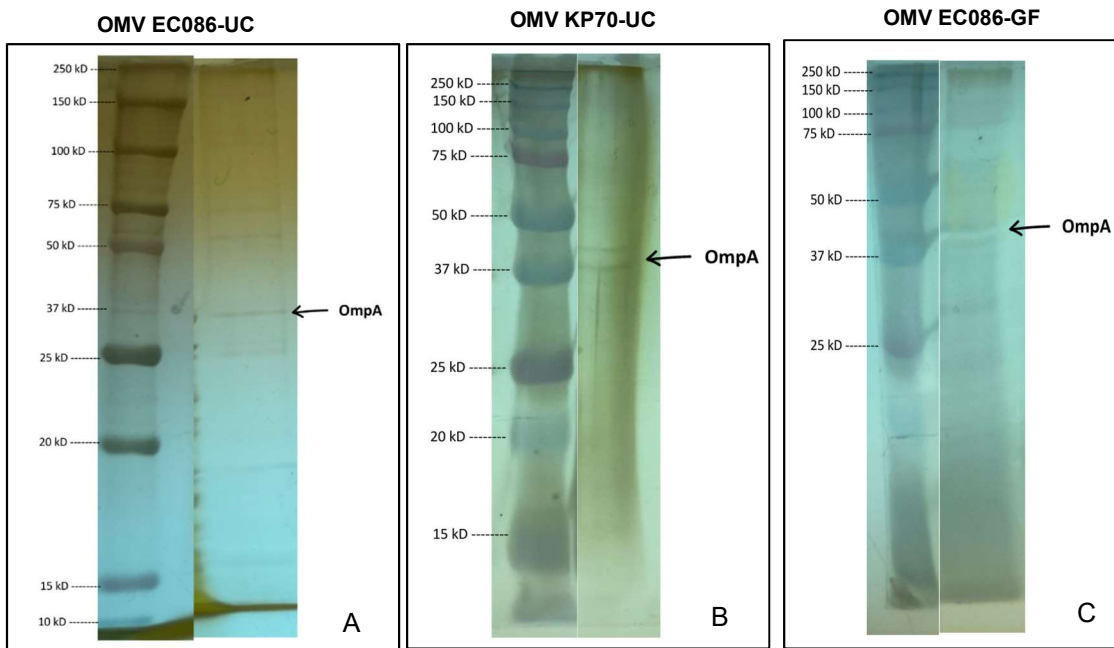 OMV EC086-UC
250 kD
150 kD
100 kD
75 kD
50 kD
37 kD
25 kD
20 kD
15 kD
10 kD
OmpA
A
OMV KP70-UC
250 kD
150 kD
100 kD
75 kD
50 kD
37 kD
25 kD
20 kD
15 kD
OmpA
B
OMV EC086-GF
250 kD
150 kD
100 kD
75 kD
50 kD
37 kD
25 kD
OmpA
C